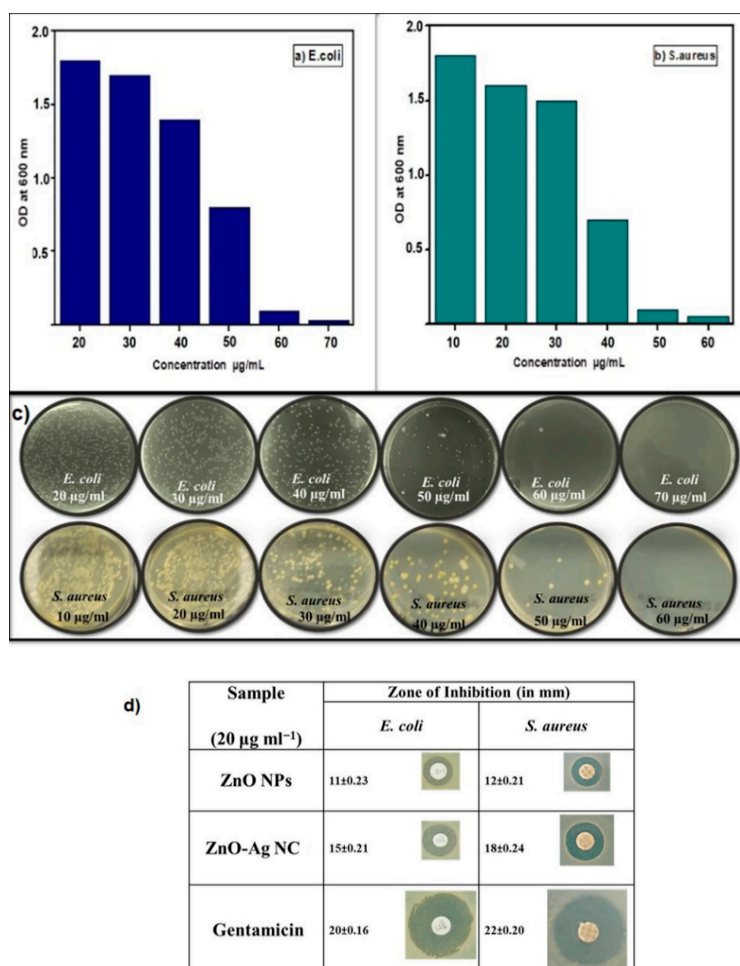 a) E.coli
2.0
1.5
1.0
0.5
OD at 600 nm
20 30 40 50 60 70
Concentration µg/mL
b) S.aureus
2.0
1.5
1.0
0.5
OD at 600 nm
10 20 30 40 50 60
Concentration µg/mL
c)
E. coli
20 µg/ml
E. coli
30 µg/ml
E. coli
40 µg/ml
E. coli
50 µg/ml
E. coli
60 µg/ml
E. coli
70 µg/ml
S. aureus
10 µg/ml
S. aureus
20 µg/ml
S. aureus
30 µg/ml
S. aureus
40 µg/ml
S. aureus
50 µg/ml
S. aureus
60 µg/ml
d)
Sample
(20 µg ml⁻¹)
Zone of Inhibition (in mm)
E. coli S. aureus
ZnO NPs 11±0.23 12±0.21
ZnO-Ag NC 15±0.21 18±0.24
Gentamicin 20±0.16 22±0.20